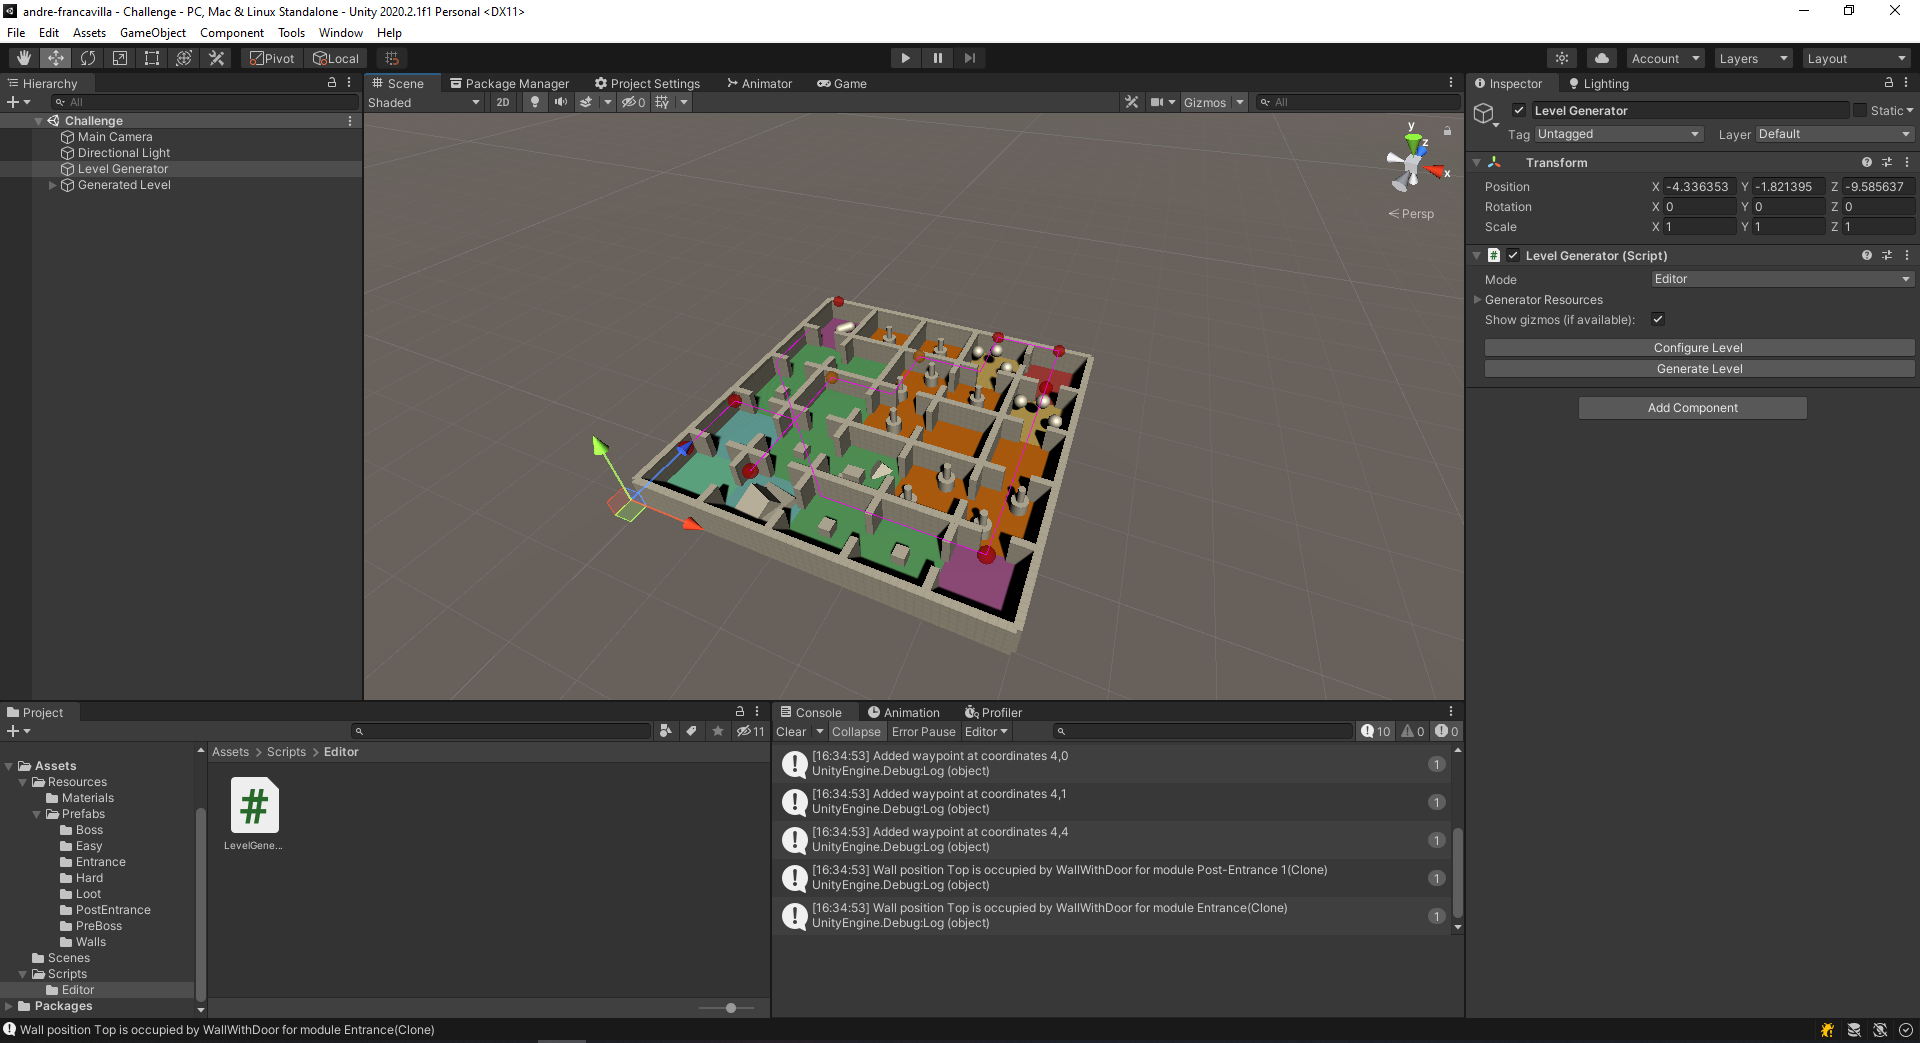 andre-francavilla - Challenge - PC, Mac & Linux Standalone - Unity 2020.2.1f1 Personal <DX11>
File Edit Assets GameObject Component Tools Window Help
Pivot Local Account Layers Layout
Hierarchy
All
Challenge
Main Camera
Directional Light
Level Generator
Generated Level
Scene Package Manager Project Settings Animator Game
Shaded 2D 0 Gizmos All
y
z
x
Persp
Inspector Lighting
Level Generator Static
Tag Untagged Layer Default
Transform
Position X -4.336353 Y -1.821395 Z -9.585637
Rotation X 0 Y 0 Z 0
Scale X 1 Y 1 Z 1
# Level Generator (Script)
Mode Editor
Generator Resources
Show gizmos (if available):
Configure Level
Generate Level
Add Component
Project
11
Assets
Resources
Materials
Prefabs
Boss
Easy
Entrance
Hard
Loot
PostEntrance
PreBoss
Walls
Scenes
Scripts
Editor
Packages
Assets > Scripts > Editor
#
LevelGene...
Console Animation Profiler
Clear Collapse Error Pause Editor 10 0 0
[16:34:53] Added waypoint at coordinates 4,0
UnityEngine.Debug:Log (object)
1
[16:34:53] Added waypoint at coordinates 4,1
UnityEngine.Debug:Log (object)
1
[16:34:53] Added waypoint at coordinates 4,4
UnityEngine.Debug:Log (object)
1
[16:34:53] Wall position Top is occupied by WallWithDoor for module Post-Entrance 1(Clone)
UnityEngine.Debug:Log (object)
1
[16:34:53] Wall position Top is occupied by WallWithDoor for module Entrance(Clone)
UnityEngine.Debug:Log (object)
1
Wall position Top is occupied by WallWithDoor for module Entrance(Clone)